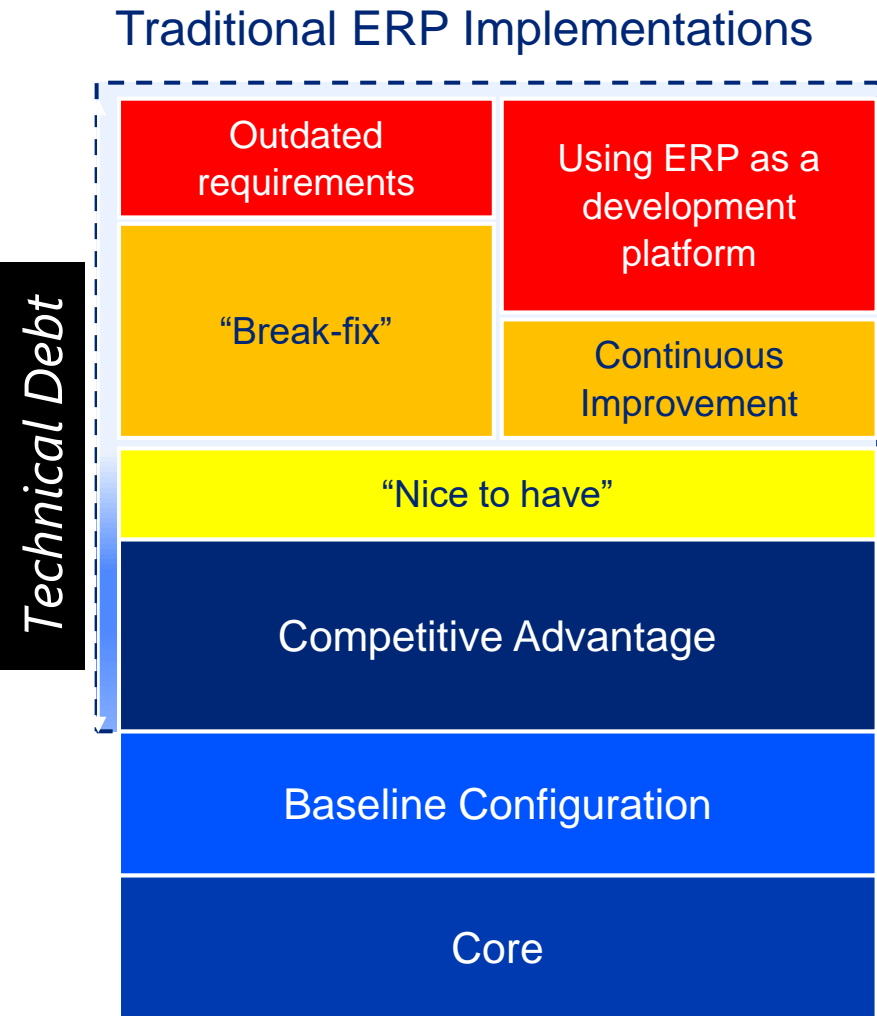 Traditional ERP Implementations
Outdated
requirements
Using ERP as a
development
platform
“Break-fix”
Continuous
Improvement
Technical Debt
“Nice to have”
Competitive Advantage
Baseline Configuration
Core